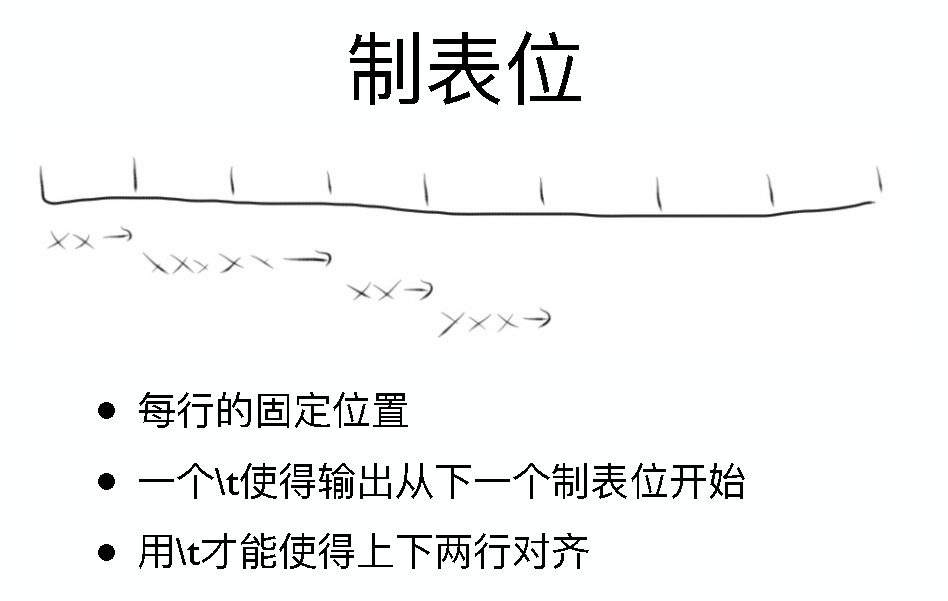 制表位
xx→
xxxxx→
xx→
yxx→
每行的固定位置
一个\t使得输出从下一个制表位开始
用\t才能使得上下两行对齐